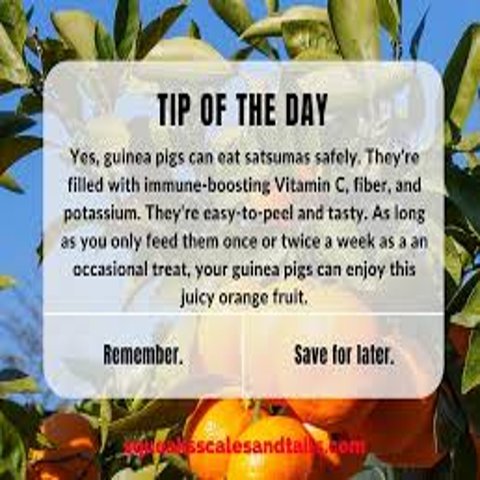 TIP OF THE DAY
Yes, guinea pigs can eat satsumas safely. They're
filled with immune-boosting Vitamin C, fiber, and
potassium. They're easy-to-peel and tasty. As long
as you only feed them once or twice a week as a an
occasional treat, your guinea pigs can enjoy this
juicy orange fruit.
Remember.
Save for later.
squeaksscalesandtails.com